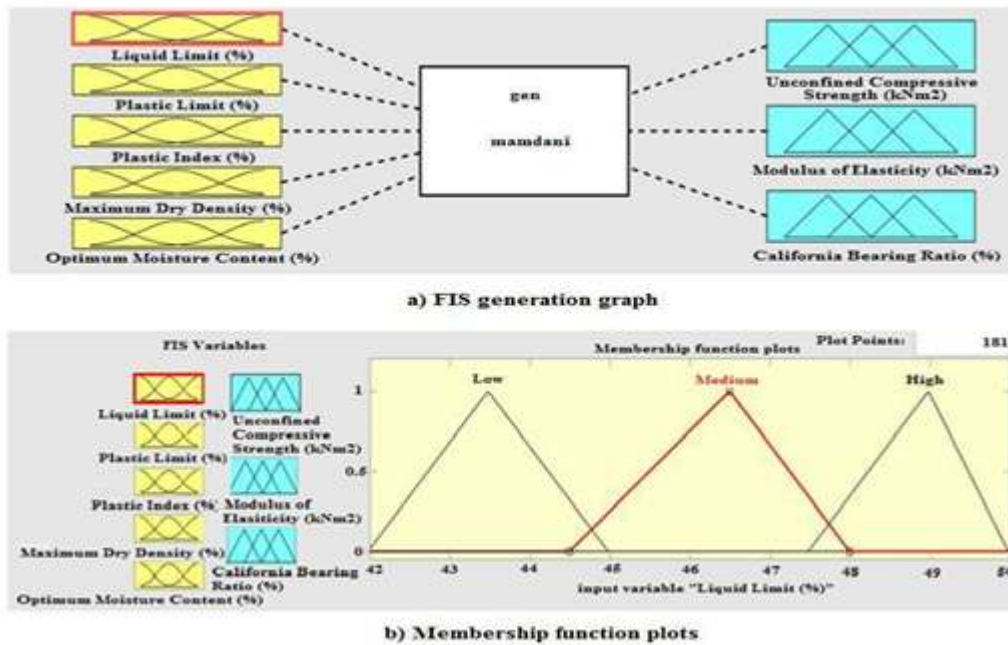 Liquid Limit (%)
Plastic Limit (%)
Plastic Index (%)
Maximum Dry Density (%)
Optimum Moisture Content (%)
gen
mamdani
Unconfined Compressive
Strength (kNm2)
Modulus of Elasticity (kNm2)
California Bearing Ratio (%)
a) FIS generation graph
FIS Variables
Liquid Limit (%)
Plastic Limit (%)
Plastic Index (%)
Maximum Dry Density (%)
Optimum Moisture Content (%)
Unconfined
Compressive
Strength (kNm2)
Modulus of
Elasiticity (kNm2)
California Bearing
Ratio (%)
Membership function plots
Plot Points: 181
Low Medium High
1
0.5
0
42 43 44 45 46 47 48 49 50
input variable "Liquid Limit (%)"
b) Membership function plots